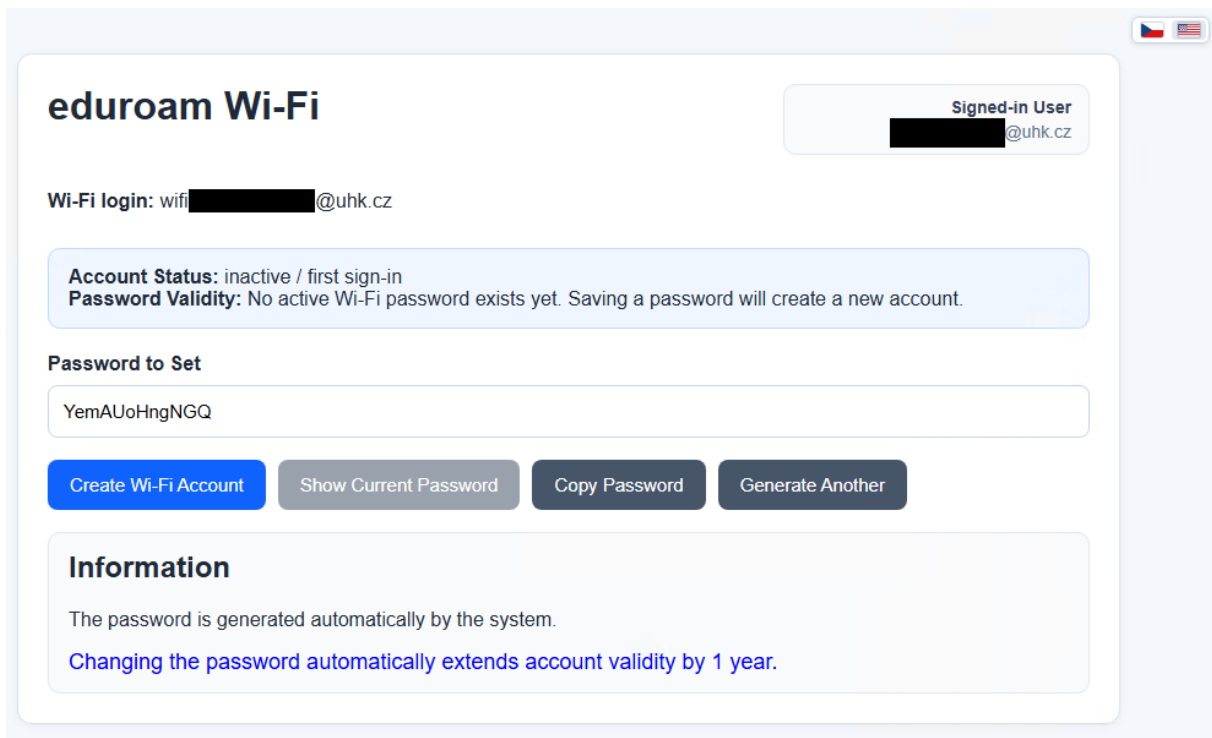 eduroam Wi-Fi
Signed-in User
@uhk.cz
Wi-Fi login: wifi @uhk.cz
Account Status: inactive / first sign-in
Password Validity: No active Wi-Fi password exists yet. Saving a password will create a new account.
Password to Set
YemAUoHngNGQ
Create Wi-Fi Account Show Current Password Copy Password Generate Another
Information
The password is generated automatically by the system.
Changing the password automatically extends account validity by 1 year.